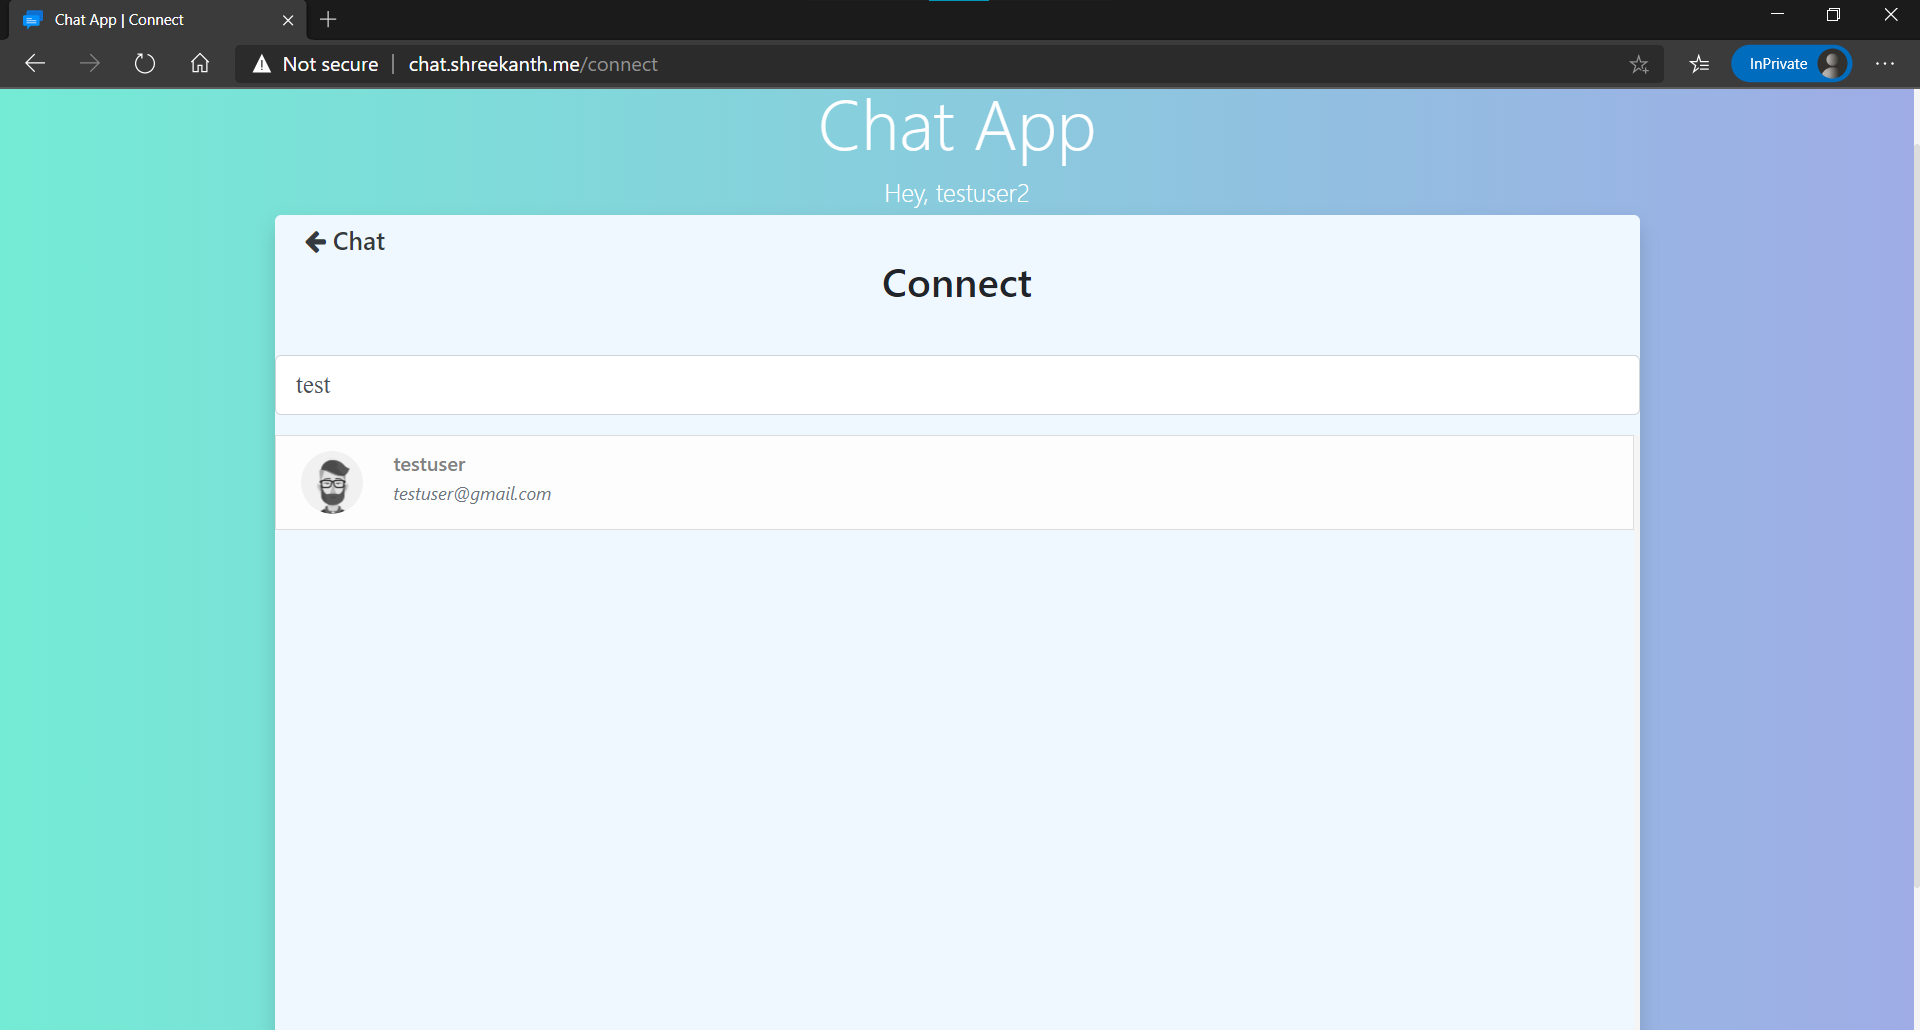 Chat App | Connect
Not secure | chat.shreekanth.me/connect
InPrivate
Chat App
Hey, testuser2
Chat
Connect
test
testuser
testuser@gmail.com